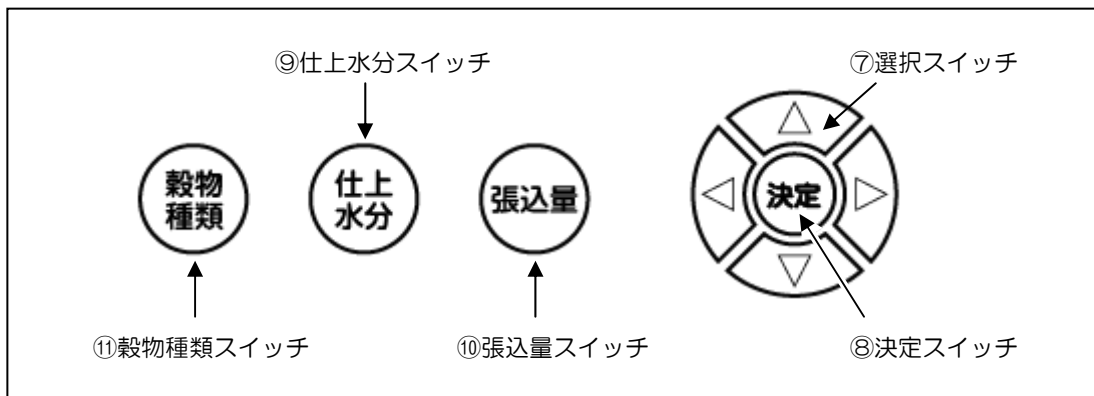 ⑨仕上水分スイッチ
⑦選択スイッチ
穀物
種類
仕上
水分
張込量
決定
⑪穀物種類スイッチ
⑩張込量スイッチ
⑧決定スイッチ